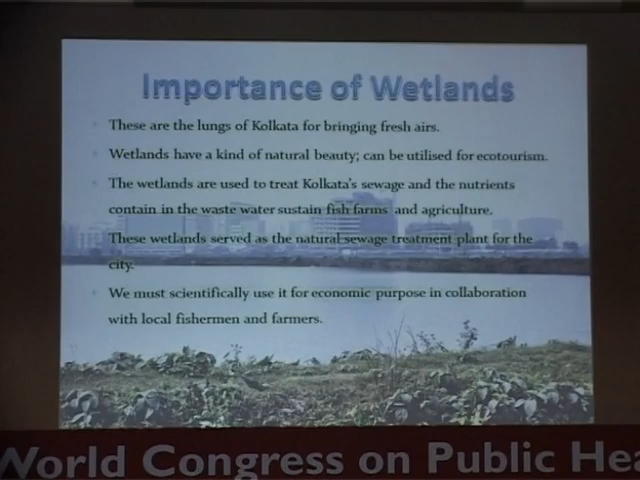 Importance of Wetlands
These are the lungs of Kolkata for bringing fresh airs.
Wetlands have a kind of natural beauty; can be utilised for ecotourism.
The wetlands are used to treat Kolkata's sewage and the nutrients
contain in the waste water sustain fish farms and agriculture.
These wetlands served as the natural sewage treatment plant for the
city.
We must scientifically use it for economic purpose in collaboration
with local fishermen and farmers.
World Congress on Public Hea